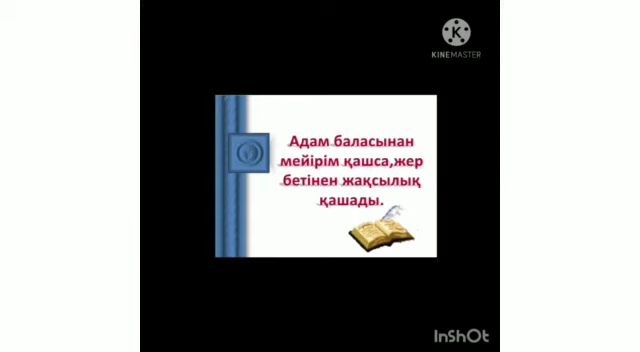 K
KINEMASTER
Адам баласынан
мейірім қашса,жер
бетінен жақсылық
қашады.
InShOt